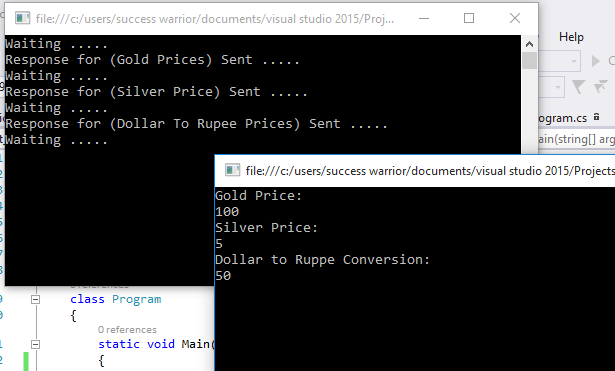 file:///c:/users/success warrior/documents/visual studio 2015/Proj...
Waiting .....
Response for (Gold Prices) Sent .....
Waiting .....
Response for (Silver Price) Sent .....
Waiting .....
Response for (Dollar To Rupee Prices) Sent .....
Waiting .....
Help
ogram.cs
ain(string[] arg
file:///c:/users/success warrior/documents/visual studio 2015/Projects
Gold Price:
100
Silver Price:
5
Dollar to Ruppe Conversion:
50
class Program
{
0 references
static void Main(
{